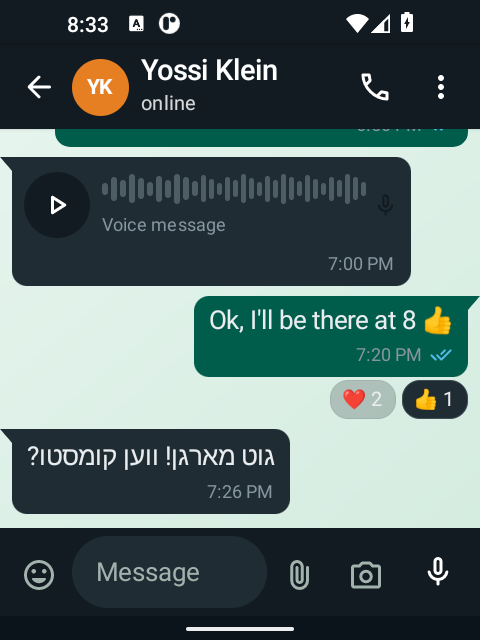 8:33
Yossi Klein
online
Voice message
7:00 PM
Ok, I'll be there at 8 👍
7:20 PM
❤️ 2 👍 1
גוט מארגן! ווען קומסטו?
7:26 PM
Message